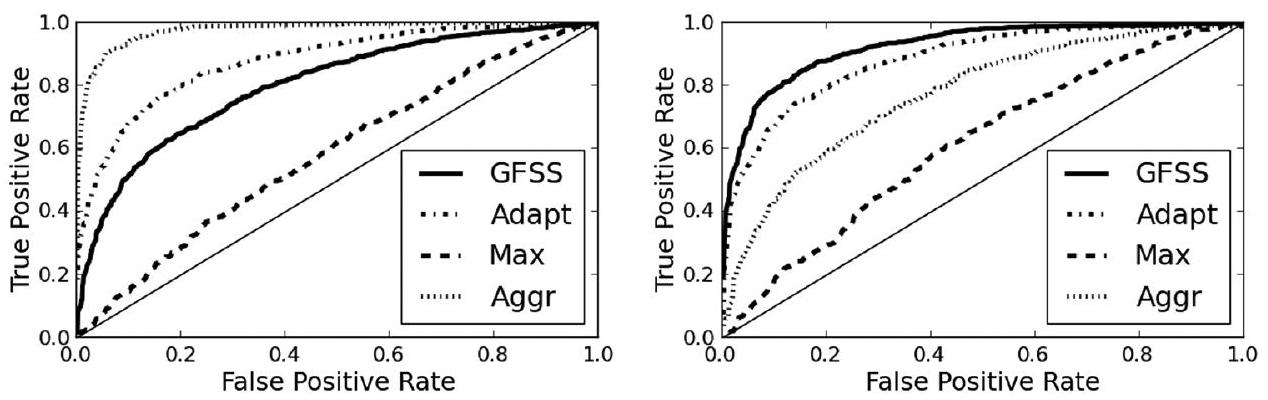 1.0
0.8
0.6
0.4
0.2
0.0
True Positive Rate
0.0 0.2 0.4 0.6 0.8 1.0
False Positive Rate
GFSS
Adapt
Max
Aggr
1.0
0.8
0.6
0.4
0.2
0.0
True Positive Rate
0.0 0.2 0.4 0.6 0.8 1.0
False Positive Rate
GFSS
Adapt
Max
Aggr